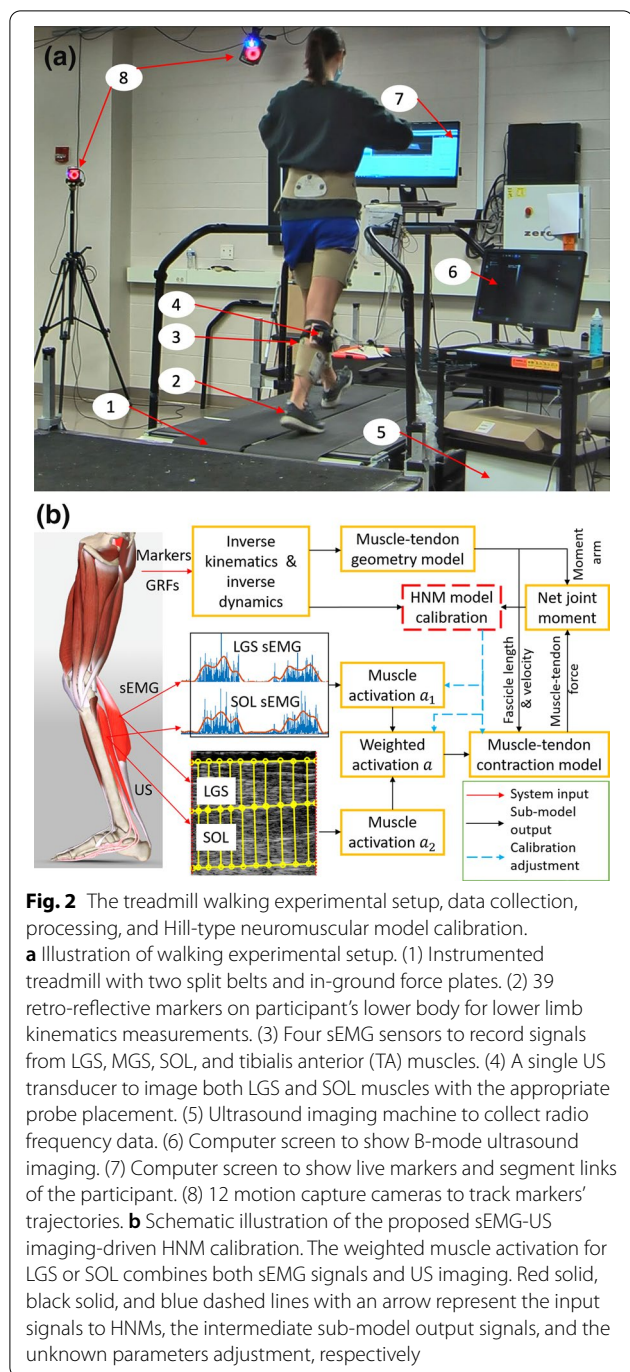 (a)
8
7
zero
6
4
3
2
1
5
(b)
Markers
GRFs
Inverse
kinematics &
inverse
dynamics
Muscle-tendon
geometry model
Moment
arm
HNM model
calibration
Net joint
moment
LGS sEMG
sEMG
SOL sEMG
Muscle
activation a₁
Fascicle length
& velocity
Muscle-tendon
force
Weighted
activation a
Muscle-tendon
contraction model
US
LGS
SOL
Muscle
activation a₂
System input
Sub-model
output
Calibration
adjustment
Fig. 2 The treadmill walking experimental setup, data collection,
processing, and Hill-type neuromuscular model calibration.
a Illustration of walking experimental setup. (1) Instrumented
treadmill with two split belts and in-ground force plates. (2) 39
retro-reflective markers on participant's lower body for lower limb
kinematics measurements. (3) Four sEMG sensors to record signals
from LGS, MGS, SOL, and tibialis anterior (TA) muscles. (4) A single US
transducer to image both LGS and SOL muscles with the appropriate
probe placement. (5) Ultrasound imaging machine to collect radio
frequency data. (6) Computer screen to show B-mode ultrasound
imaging. (7) Computer screen to show live markers and segment links
of the participant. (8) 12 motion capture cameras to track markers'
trajectories. b Schematic illustration of the proposed sEMG-US
imaging-driven HNM calibration. The weighted muscle activation for
LGS or SOL combines both sEMG signals and US imaging. Red solid,
black solid, and blue dashed lines with an arrow represent the input
signals to HNMs, the intermediate sub-model output signals, and the
unknown parameters adjustment, respectively